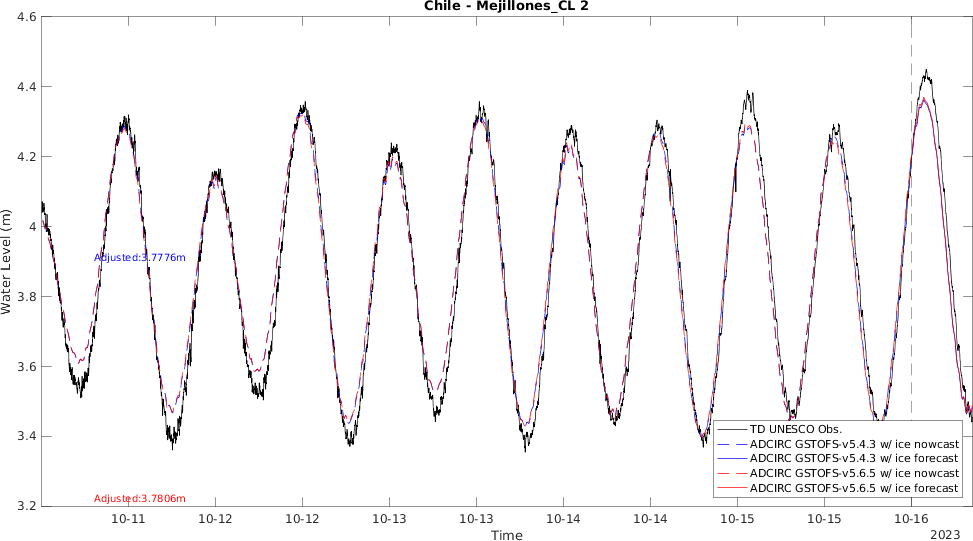 Chile - Mejillones_CL 2
4.6
4.4
4.2
4
3.8
3.6
3.4
3.2
Water Level (m)
Adjusted:3.7776m
Adjusted:3.7806m
TD UNESCO Obs.
ADCIRC GSTOFS-v5.4.3 w/ ice nowcast
ADCIRC GSTOFS-v5.4.3 w/ ice forecast
ADCIRC GSTOFS-v5.6.5 w/ ice nowcast
ADCIRC GSTOFS-v5.6.5 w/ ice forecast
10-11 10-12 10-12 10-13 10-13 10-14 10-14 10-15 10-15 10-16
Time
2023